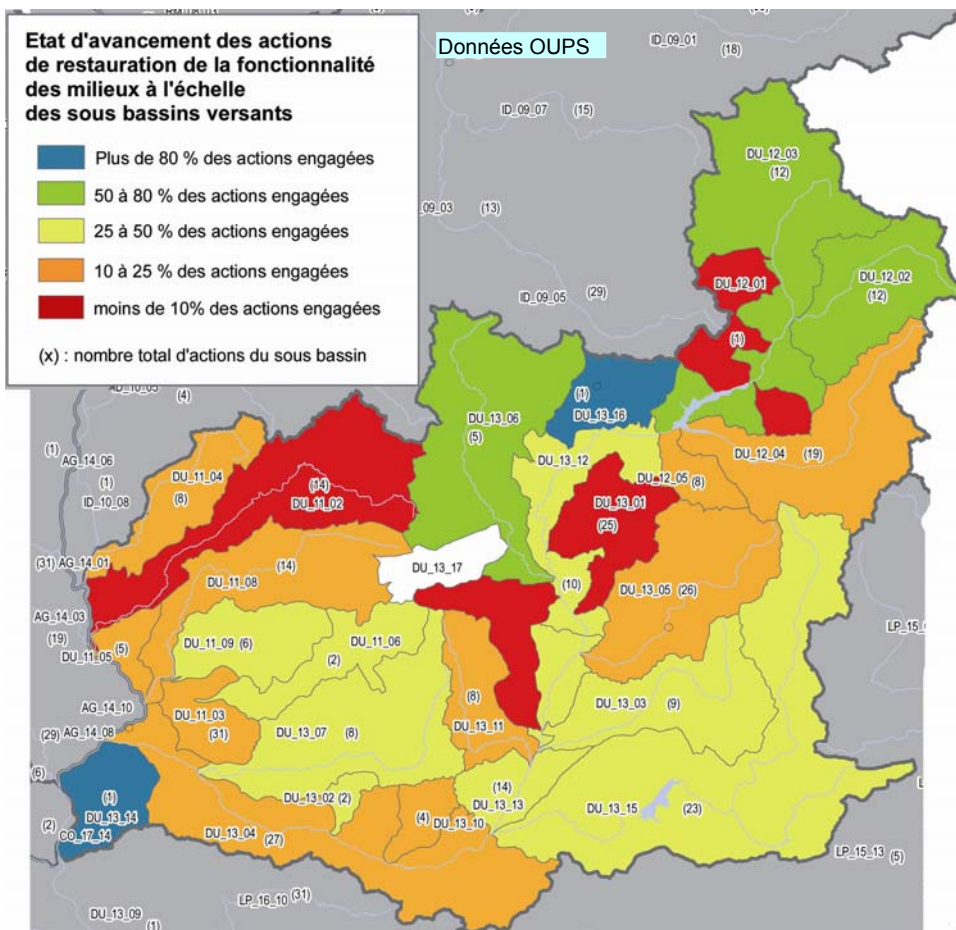 Données OUPS
Etat d'avancement des actions
de restauration de la fonctionnalité
des milieux à l'échelle
des sous bassins versants
Plus de 80 % des actions engagées
50 à 80 % des actions engagées
25 à 50 % des actions engagées
10 à 25 % des actions engagées
moins de 10% des actions engagées
(x) : nombre total d'actions du sous bassin
ID_09_01
(18)
ID_09_07 (15)
DU_12_03
(12)
(13)
DU_12_01
DU_12_02
(12)
ID_09_05 (29)
(1)
(4)
(1)
DU_13_16
DU_13_06
(5)
DU_13_12
DU_12_04 (19)
(1)
AG_14_06
(1)
ID_10_08
DU_11_04
(8)
(14)
DU_11_02
DU_12_05 (8)
DU_13_01
(25)
(31) AG_14_01
DU_11_08 (14)
DU_13_17
(10)
DU_13_05 (26)
AG_14_03
(19)
DU_11_05 (5)
DU_11_09 (6)
DU_11_06
(2)
AG_14_10
(29) AG_14_08
DU_11_03
(31)
DU_13_07 (8)
(8)
DU_13_11
DU_13_03 (9)
(6)
(1)
DU_13_14
(2)
CO_17_14
DU_13_02 (2)
(14)
DU_13_13
DU_13_15 (23)
DU_13_04 (27)
(4) DU_13_10
LP_15_13 (5)
LP_16_10 (31)
DU_13_09
(1)